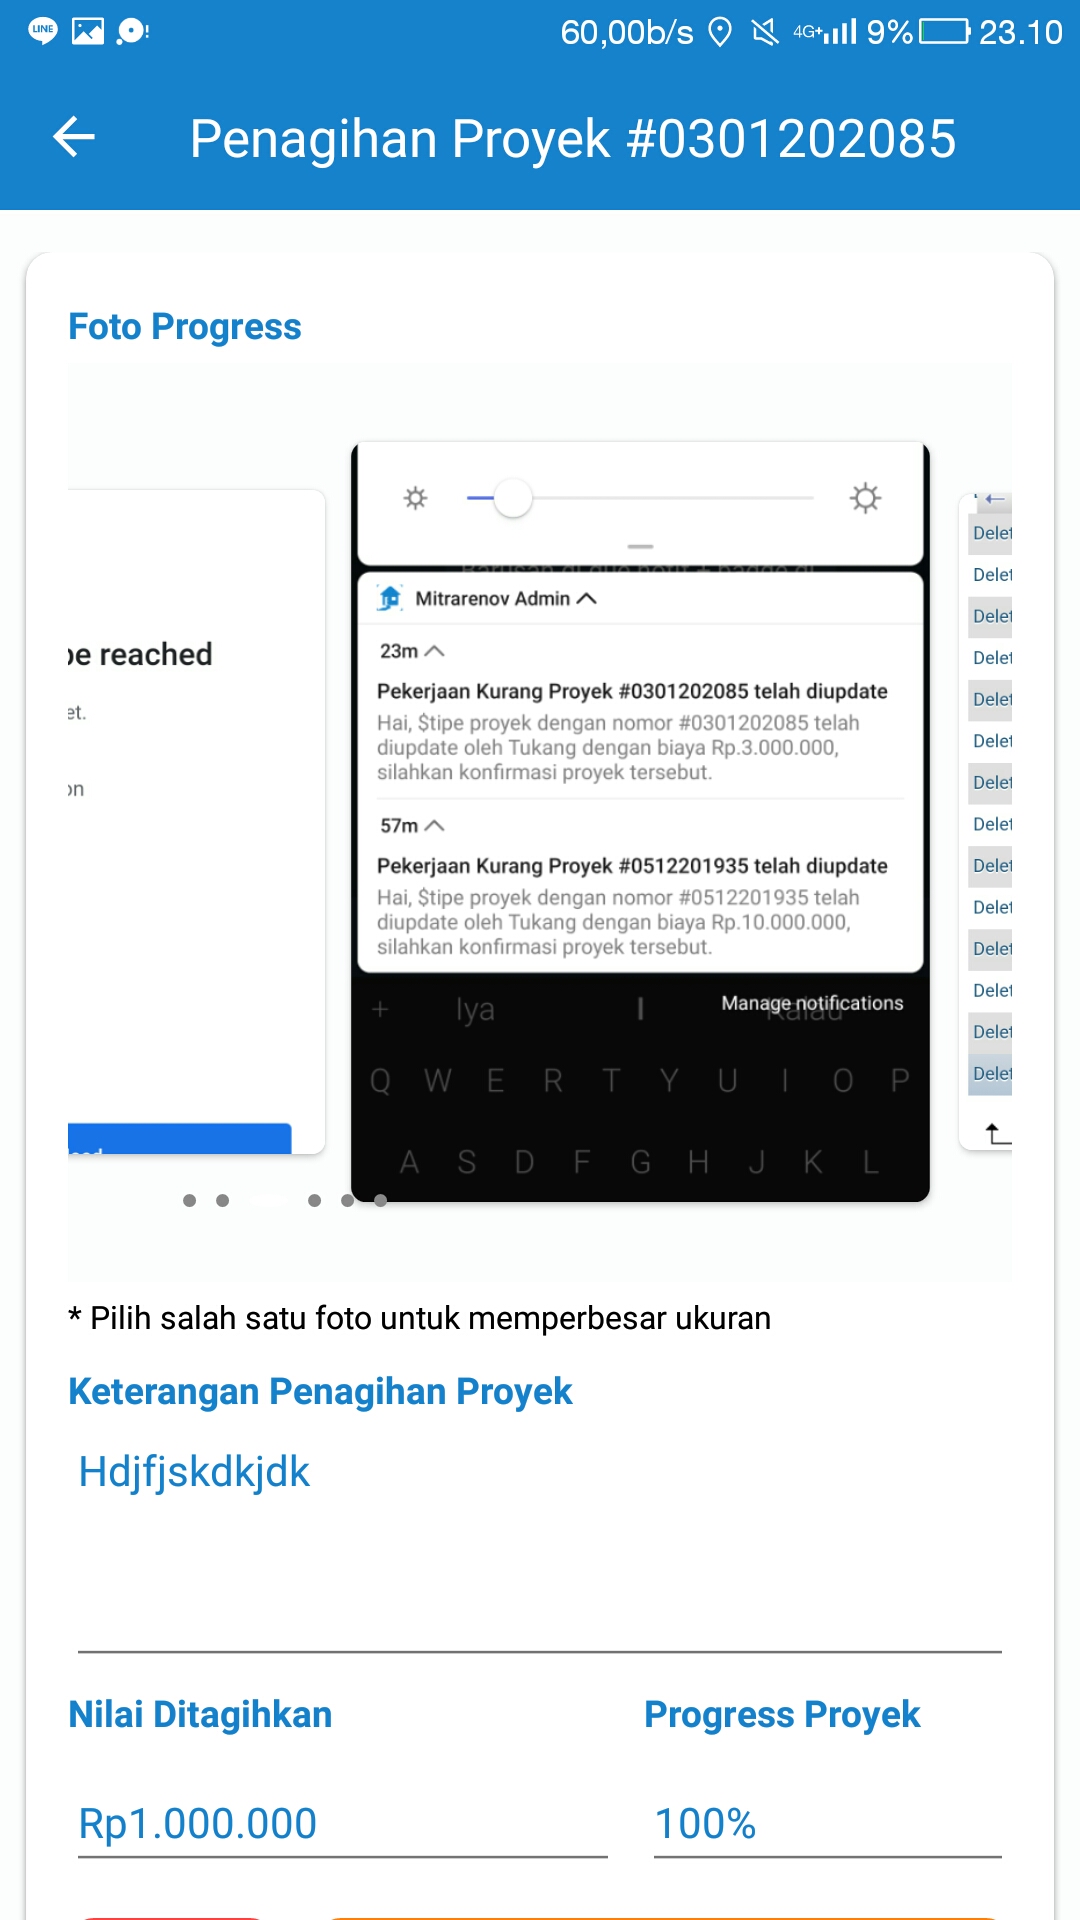 LINE
60,00b/s 4G+ 9% 23.10
Penagihan Proyek #0301202085
Foto Progress
be reached
et.
on
Mitrarenov Admin
23m
Pekerjaan Kurang Proyek #0301202085 telah diupdate
Hai, $tipe proyek dengan nomor #0301202085 telah
diupdate oleh Tukang dengan biaya Rp.3.000.000,
silahkan konfirmasi proyek tersebut.
57m
Pekerjaan Kurang Proyek #0512201935 telah diupdate
Hai, $tipe proyek dengan nomor #0512201935 telah
diupdate oleh Tukang dengan biaya Rp.10.000.000,
silahkan konfirmasi proyek tersebut.
+ Iya I Kalau
Manage notifications
Q W E R T Y U I O P
A S D F G H J K L
Delet
Delet
Delet
Delet
Delet
Delet
Delet
Delet
Delet
Delet
Delet
Delet
Delet
Delet
* Pilih salah satu foto untuk memperbesar ukuran
Keterangan Penagihan Proyek
Hdjfjskdkjdk
Nilai Ditagihkan
Progress Proyek
Rp1.000.000
100%